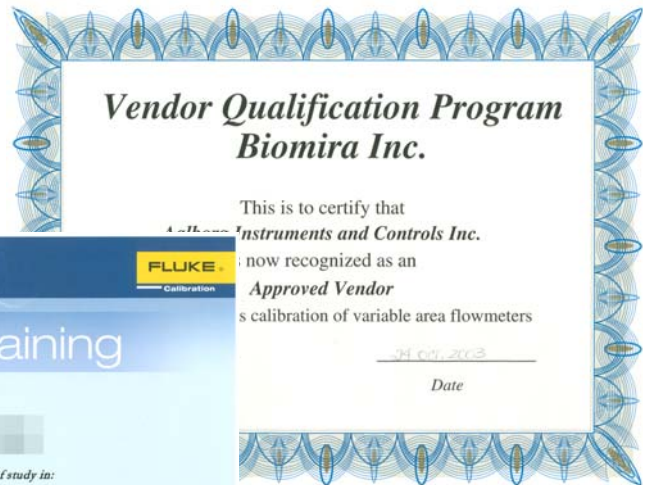 Vendor Qualification Program
Biomira Inc.
This is to certify that
Instruments and Controls Inc.
now recognized as an
Approved Vendor
s calibration of variable area flowmeters
Date
FLUKE
Calibration
aining
f study in: